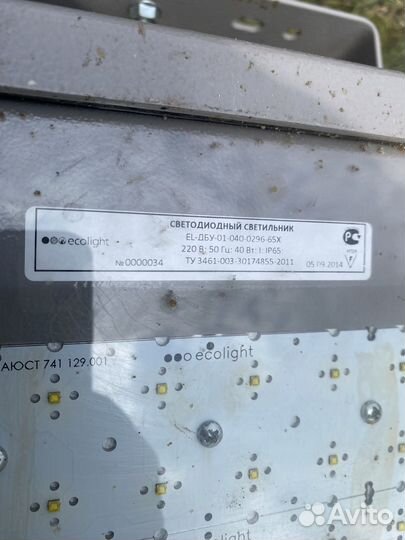 СВЕТОДИОДНЫЙ СВЕТИЛЬНИК
ecolight
EL-ДБУ-01-040-0296-65Х
220 В; 50 Гц; 40 Вт; I; IP65
№0000034
ТУ 3461-003-30174855-2011
05.09.2014
ecolight
АЮСТ 741 129.001
Avito